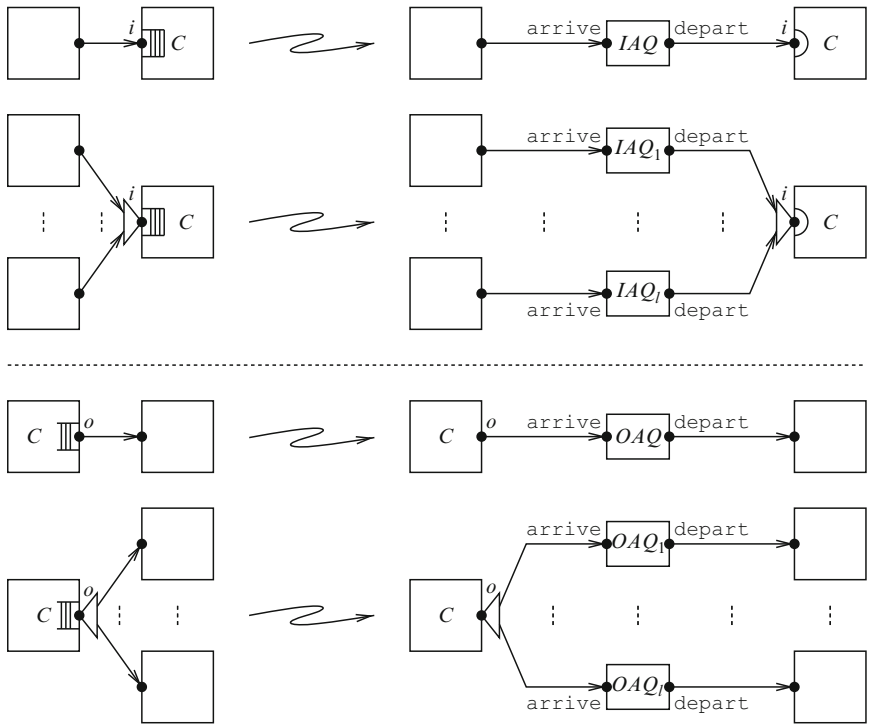 i C arrive IAQ depart i C
arrive IAQ₁ depart
i C i C
arrive IAQₗ depart
C o C o arrive OAQ depart
arrive OAQ₁ depart
C o C o
arrive OAQₗ depart